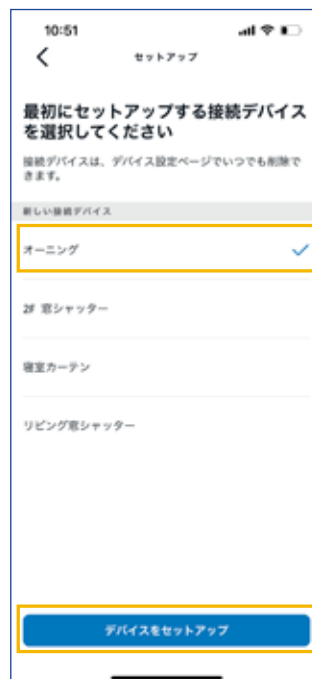 10:51
セットアップ
最初にセットアップする接続デバイス
を選択してください
接続デバイスは、デバイス設定ページでいつでも削除で
きます。
新しい接続デバイス
オーニング
2F 窓シャッター
寝室カーテン
リビング窓シャッター
デバイスをセットアップ